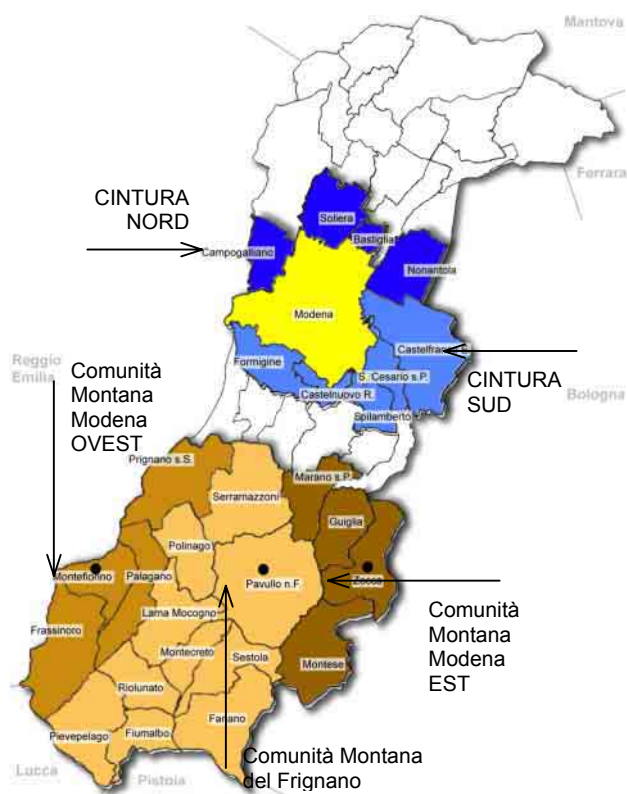 Mantova
Ferrara
CINTURA
NORD
Soliera
Bastiglia
Campogalliano
Nonantola
Modena
Reggio
Emilia
Comunità
Montana
Modena
OVEST
Formigine
Castelfranco E.
S. Cesario s.P.
Castelnuovo R.
Spilamberto
CINTURA
SUD
Bologna
Prignano s.S.
Marano s.P.
Serramazzoni
Guiglia
Polinago
Montefiorino
Palagano
Pavullo n.F.
Zocca
Frassinoro
Lama Mocogno
Montecreto
Sestola
Montese
Comunità
Montana
Modena
EST
Riolunato
Fanano
Pievepelago
Fiumalbo
Comunità Montana
del Frignano
Lucca
Pistoia